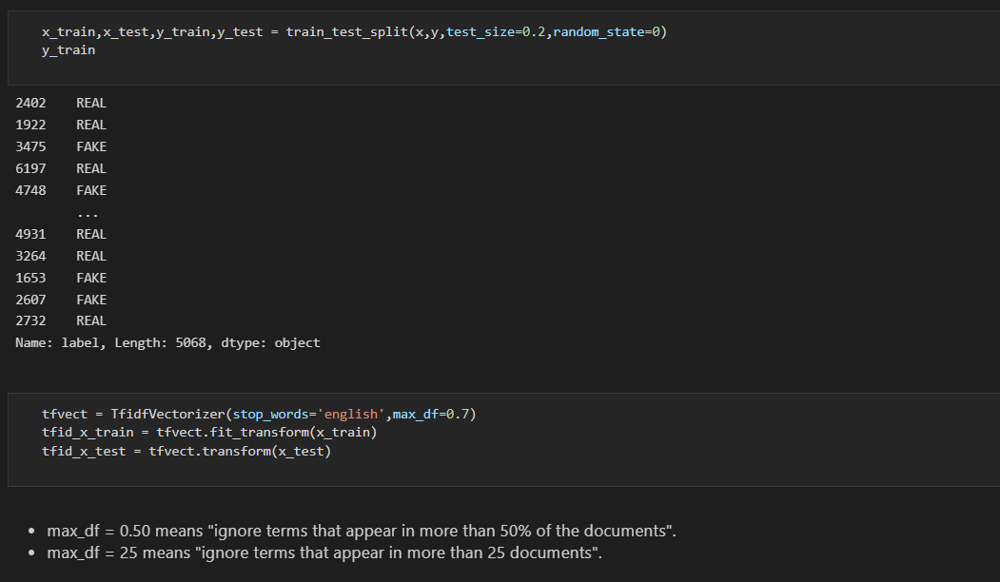 x_train,x_test,y_train,y_test = train_test_split(x,y,test_size=0.2,random_state=0)
y_train
2402    REAL
1922    REAL
3475    FAKE
6197    REAL
4748    FAKE
        ...
4931    REAL
3264    REAL
1653    FAKE
2607    FAKE
2732    REAL
Name: label, Length: 5068, dtype: object
tfvect = TfidfVectorizer(stop_words='english',max_df=0.7)
tfid_x_train = tfvect.fit_transform(x_train)
tfid_x_test = tfvect.transform(x_test)
• max_df = 0.50 means "ignore terms that appear in more than 50% of the documents".
• max_df = 25 means "ignore terms that appear in more than 25 documents".